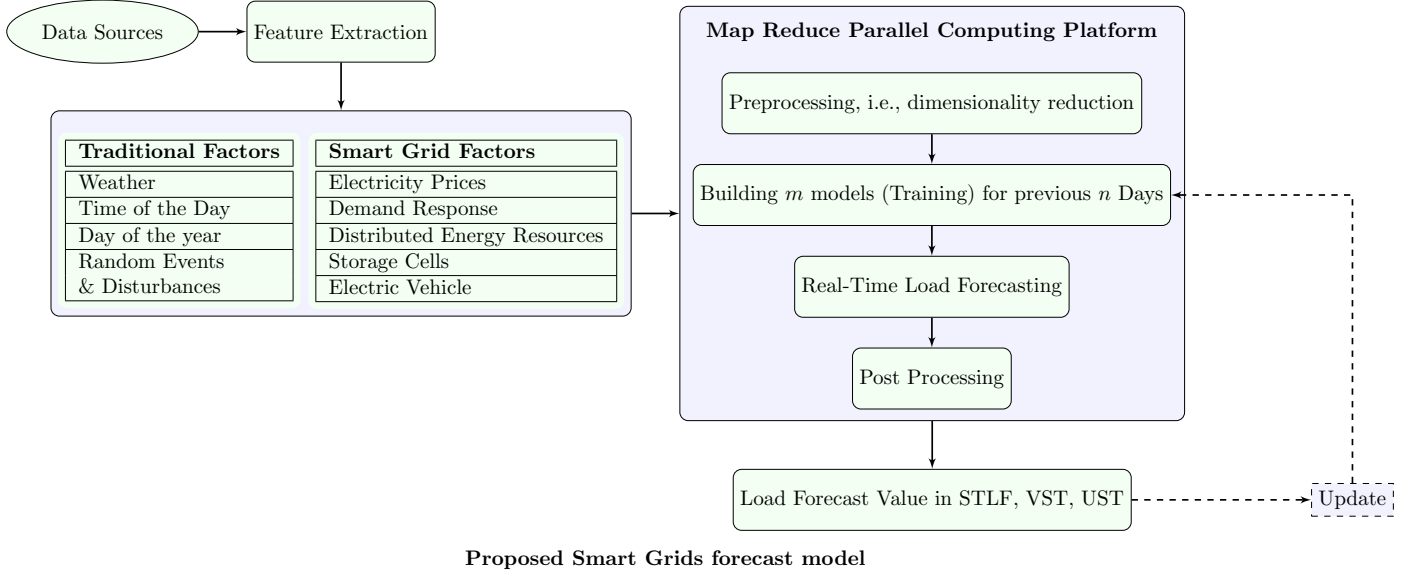 Data Sources
Feature Extraction
Traditional Factors
Weather
Time of the Day
Day of the year
Random Events
& Disturbances
Smart Grid Factors
Electricity Prices
Demand Response
Distributed Energy Resources
Storage Cells
Electric Vehicle
Map Reduce Parallel Computing Platform
Preprocessing, i.e., dimensionality reduction
Building m models (Training) for previous n Days
Real-Time Load Forecasting
Post Processing
Load Forecast Value in STLF, VST, UST
Update
Proposed Smart Grids forecast model